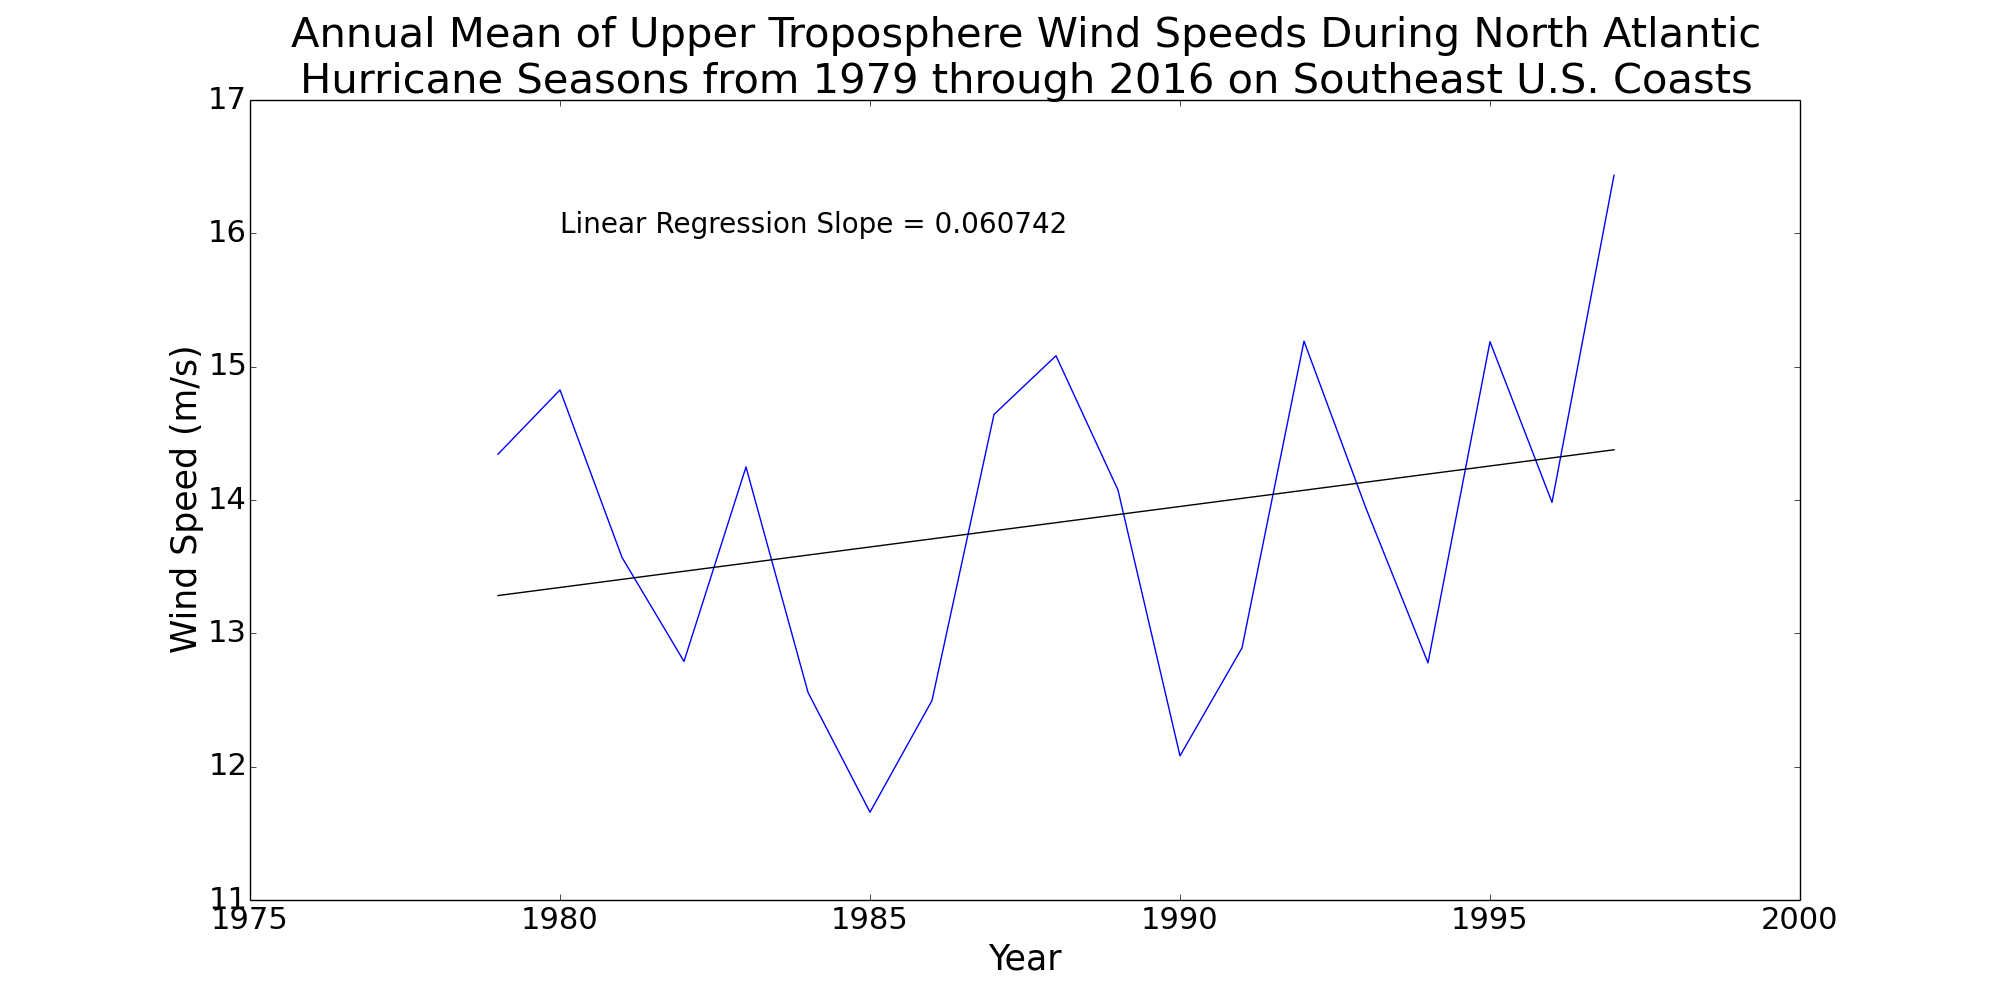 Annual Mean of Upper Troposphere Wind Speeds During North Atlantic
Hurricane Seasons from 1979 through 2016 on Southeast U.S. Coasts
17
16
15
14
13
12
11
Wind Speed (m/s)
Linear Regression Slope = 0.060742
1975 1980 1985 1990 1995 2000
Year